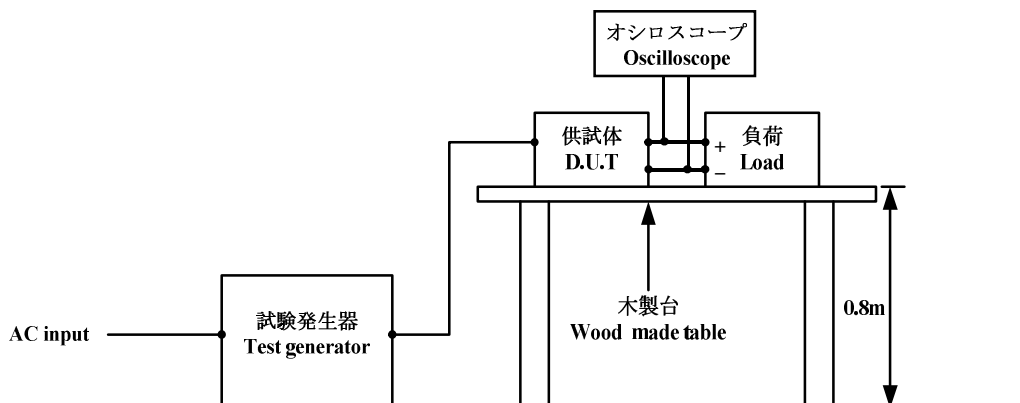 オシロスコープ
Oscilloscope
供試体
D.U.T
負荷
Load
+
−
試験発生器
Test generator
AC input
木製台
Wood made table
0.8m